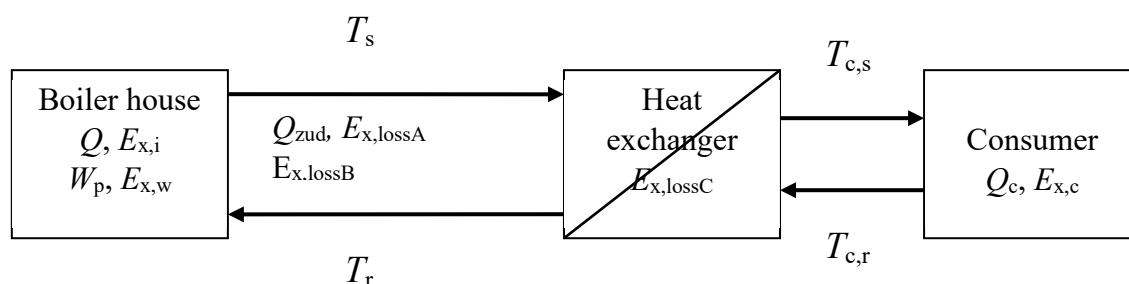 T_s
T_c,s
Boiler house
Q, E_x,i
W_p, E_x,w
Q_zud, E_x,lossA
E_x.lossB
Heat
exchanger
E_x,lossC
Consumer
Q_c, E_x,c
T_r
T_c,r